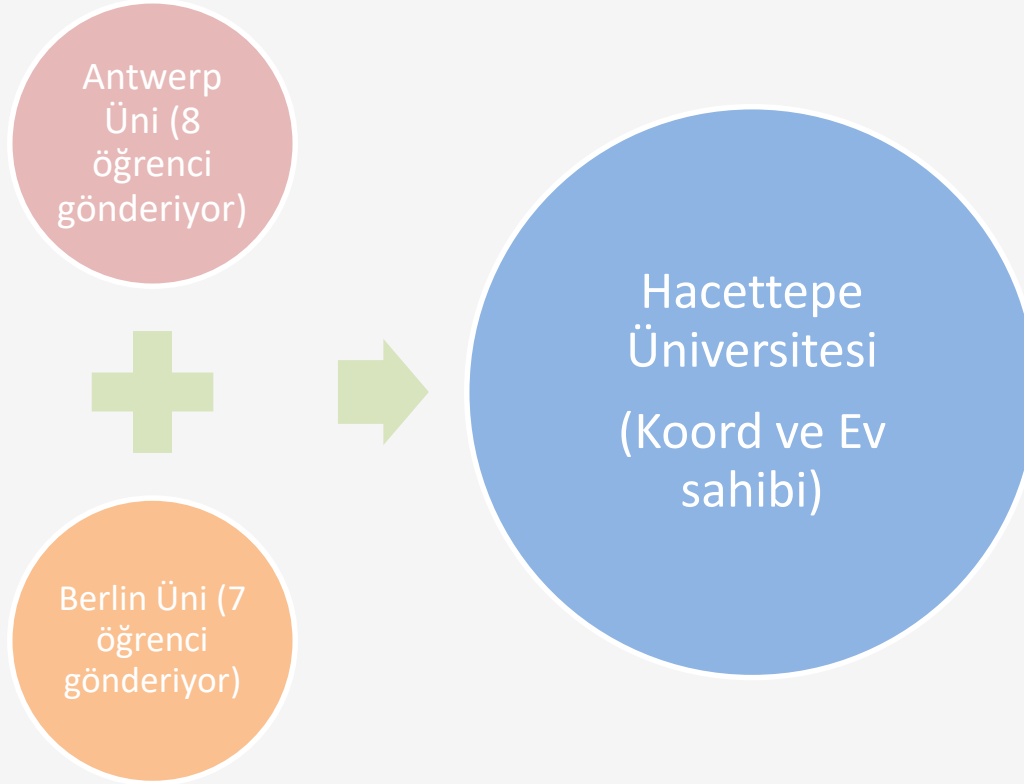 Antwerp
Üni (8
öğrenci
gönderiyor)
Berlin Üni (7
öğrenci
gönderiyor)
Hacettepe
Üniversitesi
(Koord ve Ev
sahibi)